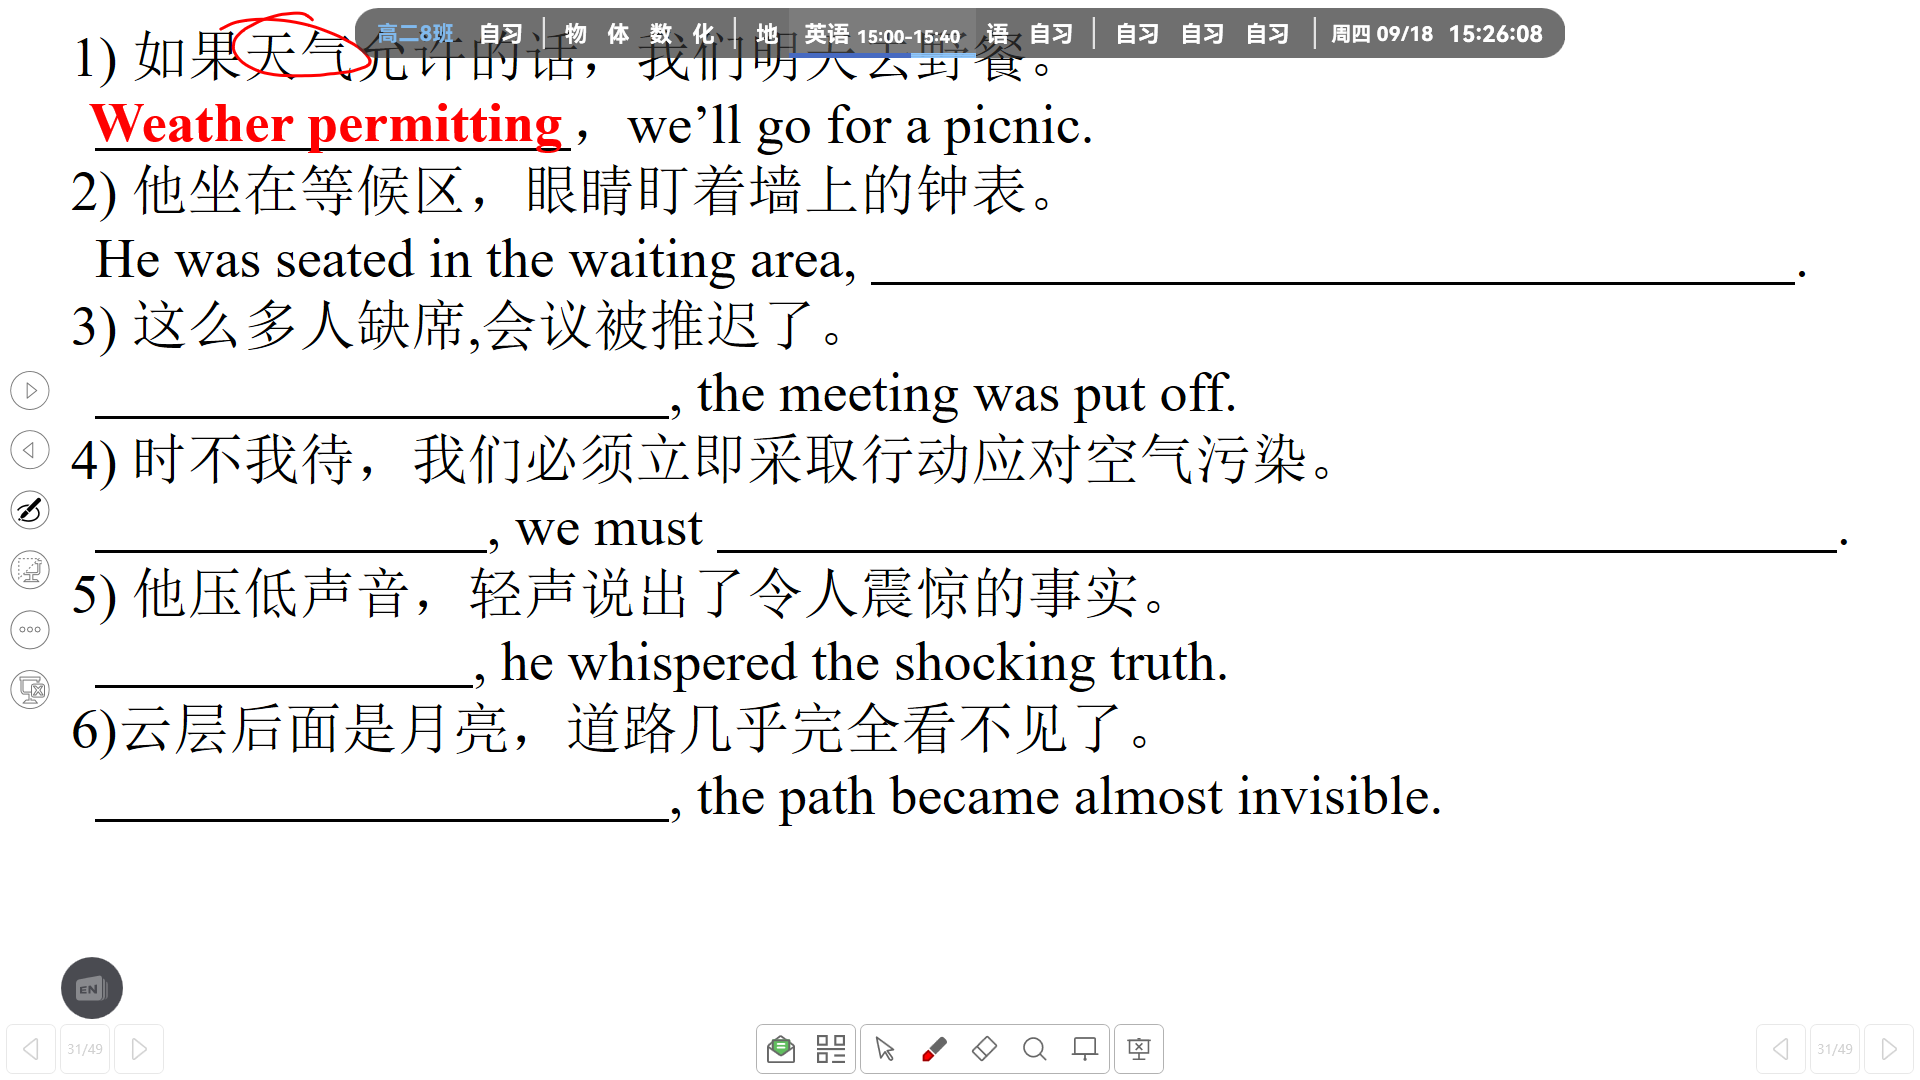 高二8班 自习 物 体 数 化 地 英语 15:00-15:40 语 自习 自习 自习 自习 周四 09/18 15:26:08
1) 如果天气允许的话，我们明天去野餐。
Weather permitting, we’ll go for a picnic.
2) 他坐在等候区，眼睛盯着墙上的钟表。
He was seated in the waiting area, ______.
3) 这么多人缺席,会议被推迟了。
______, the meeting was put off.
4) 时不我待，我们必须立即采取行动应对空气污染。
______, we must ______.
5) 他压低声音，轻声说出了令人震惊的事实。
______, he whispered the shocking truth.
6)云层后面是月亮，道路几乎完全看不见了。
______, the path became almost invisible.
EN
31/49
31/49